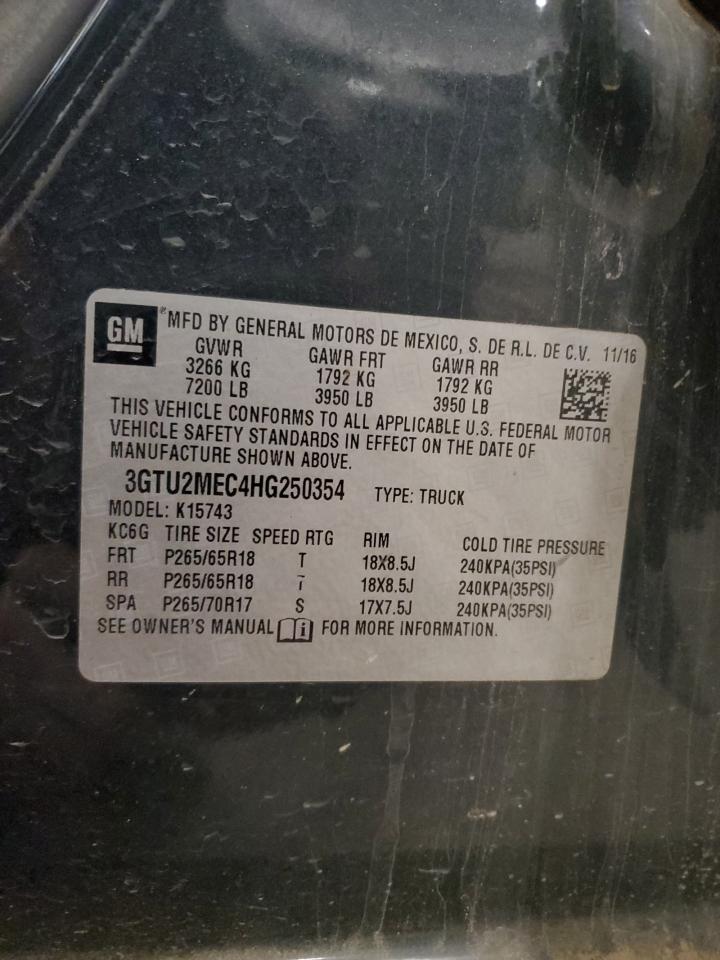 GM
® MFD BY GENERAL MOTORS DE MEXICO, S. DE R.L. DE C.V. 11/16
GVWR GAWR FRT GAWR RR
3266 KG 1792 KG 1792 KG
7200 LB 3950 LB 3950 LB
THIS VEHICLE CONFORMS TO ALL APPLICABLE U.S. FEDERAL MOTOR
VEHICLE SAFETY STANDARDS IN EFFECT ON THE DATE OF
MANUFACTURE SHOWN ABOVE.
3GTU2MEC4HG250354 TYPE: TRUCK
MODEL: K15743
KC6G TIRE SIZE SPEED RTG RIM COLD TIRE PRESSURE
FRT P265/65R18 T 18X8.5J 240KPA(35PSI)
RR P265/65R18 T 18X8.5J 240KPA(35PSI)
SPA P265/70R17 S 17X7.5J 240KPA(35PSI)
SEE OWNER'S MANUAL i FOR MORE INFORMATION.